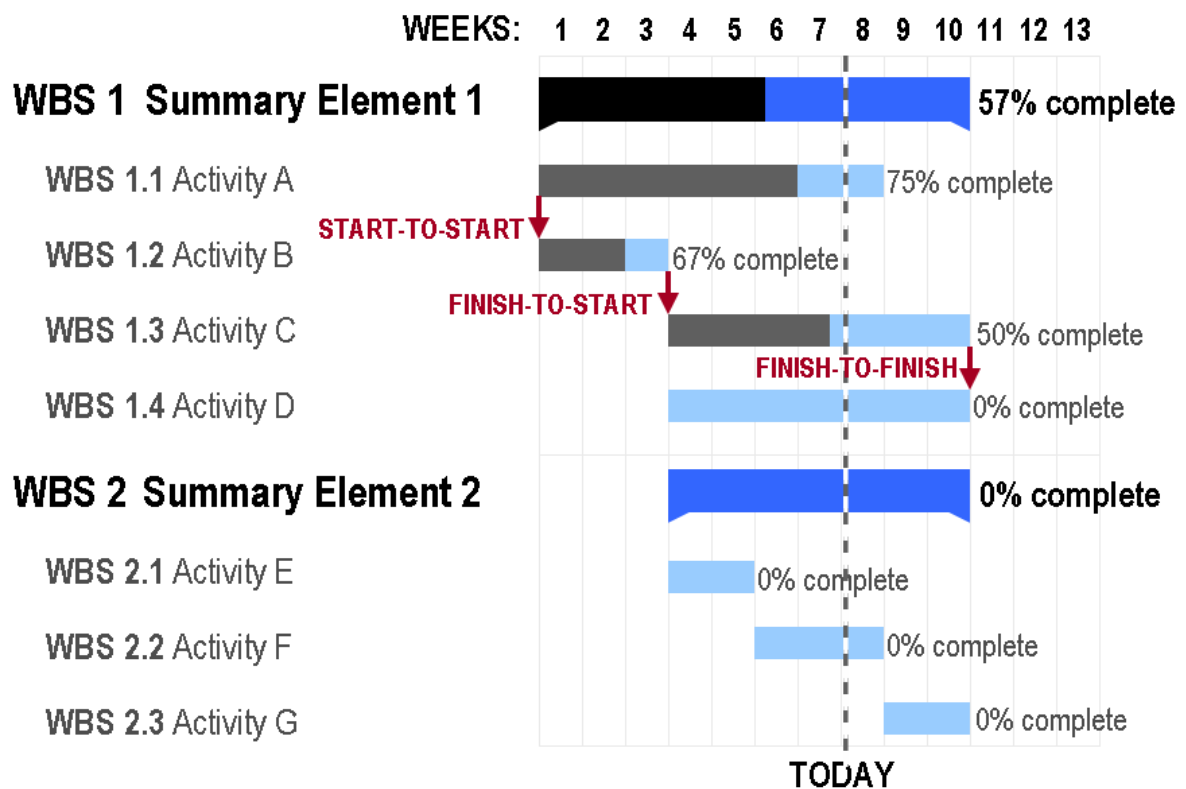 WEEKS: 1 2 3 4 5 6 7 8 9 10 11 12 13
WBS 1 Summary Element 1 57% complete
WBS 1.1 Activity A 75% complete
START-TO-START
WBS 1.2 Activity B 67% complete
FINISH-TO-START
WBS 1.3 Activity C 50% complete
FINISH-TO-FINISH
WBS 1.4 Activity D 0% complete
WBS 2 Summary Element 2 0% complete
WBS 2.1 Activity E 0% complete
WBS 2.2 Activity F 0% complete
WBS 2.3 Activity G 0% complete
TODAY